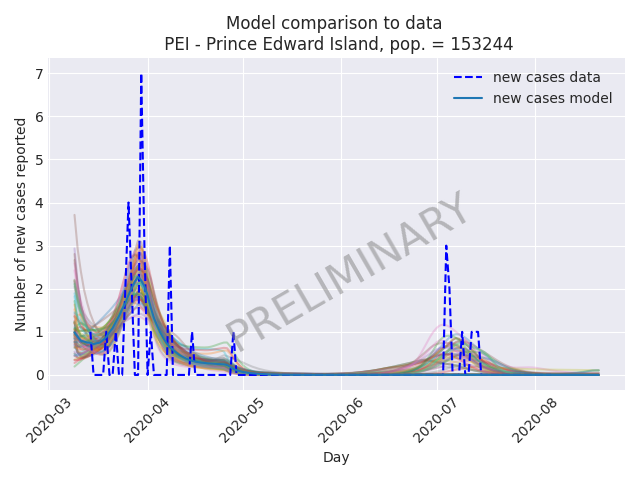 Model comparison to data
PEI - Prince Edward Island, pop. = 153244
Number of new cases reported
7
6
5
4
3
2
1
0
new cases data
new cases model
PRELIMINARY
2020-03
2020-04
2020-05
2020-06
2020-07
2020-08
Day